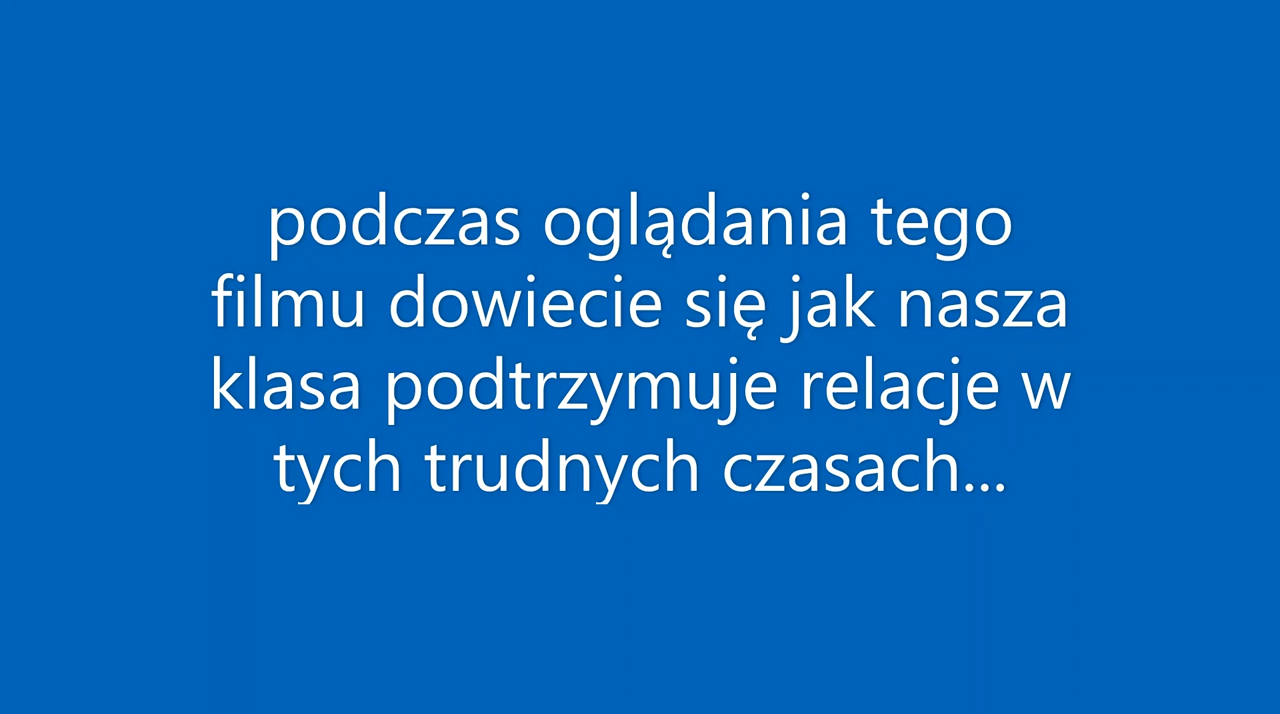 podczas oglądania tego
filmu dowiecie się jak nasza
klasa podtrzymuje relacje w
tych trudnych czasach...